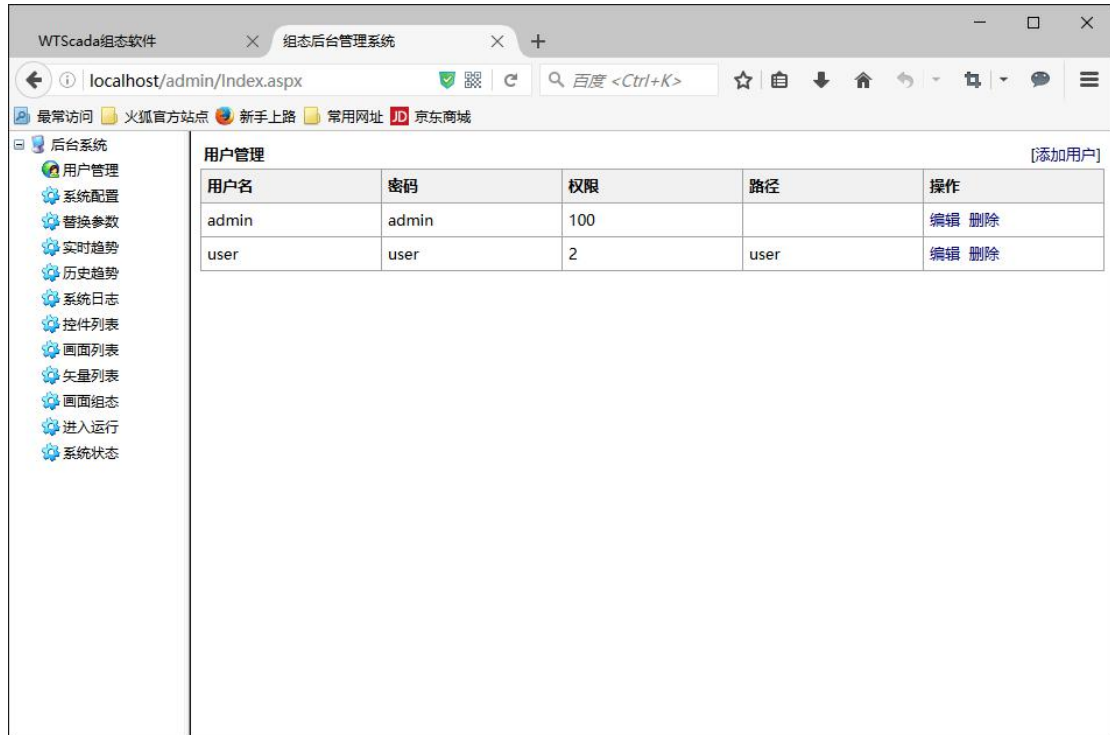 WTScada组态软件 组态后台管理系统
localhost/admin/Index.aspx 百度 <Ctrl+K>
最常访问 火狐官方站点 新手上路 常用网址 JD 京东商城
后台系统
用户管理
系统配置
替换参数
实时趋势
历史趋势
系统日志
控件列表
画面列表
矢量列表
画面组态
进入运行
系统状态
用户管理 [添加用户]
用户名 密码 权限 路径 操作
admin admin 100 编辑 删除
user user 2 user 编辑 删除